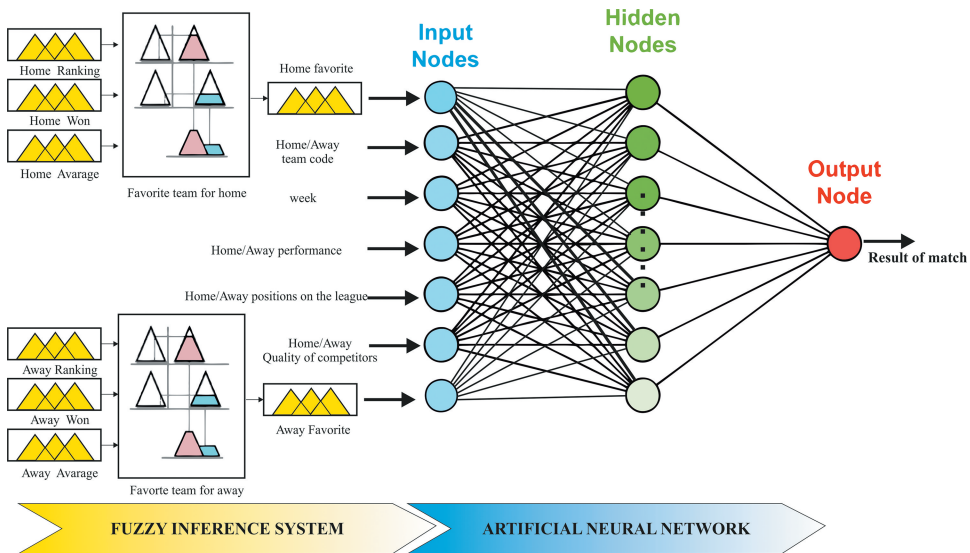 Input
Nodes
Hidden
Nodes
Output
Node
Home Ranking
Home Won
Home Avarage
Favorite team for home
Home favorite
Home/Away
team code
week
Home/Away performance
Home/Away positions on the league
Home/Away
Quality of competitors
Result of match
Away Ranking
Away Won
Away Avarage
Favorte team for away
Away Favorite
FUZZY INFERENCE SYSTEM
ARTIFICIAL NEURAL NETWORK